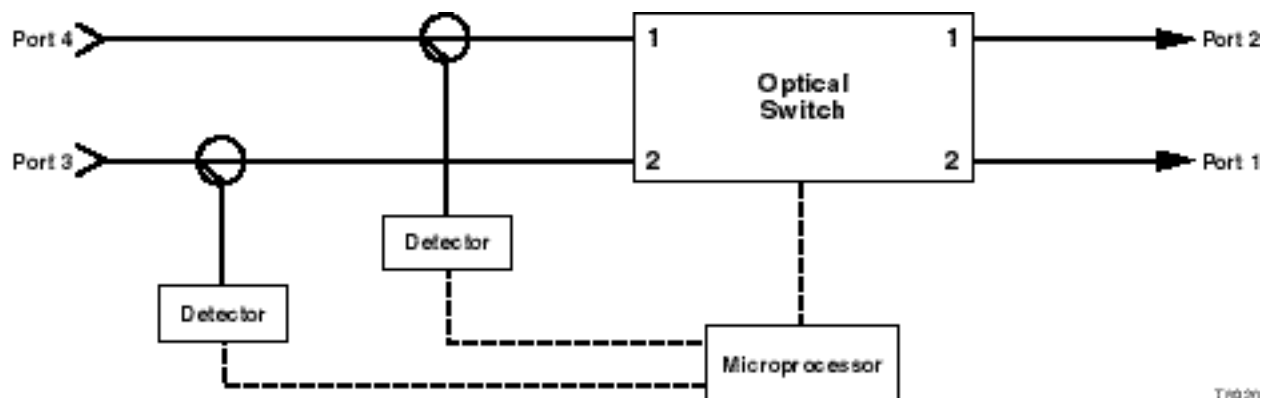 Port 4
1
1
Port 2
Optical
Switch
Port 3
2
2
Port 1
Detector
Detector
Microprocessor